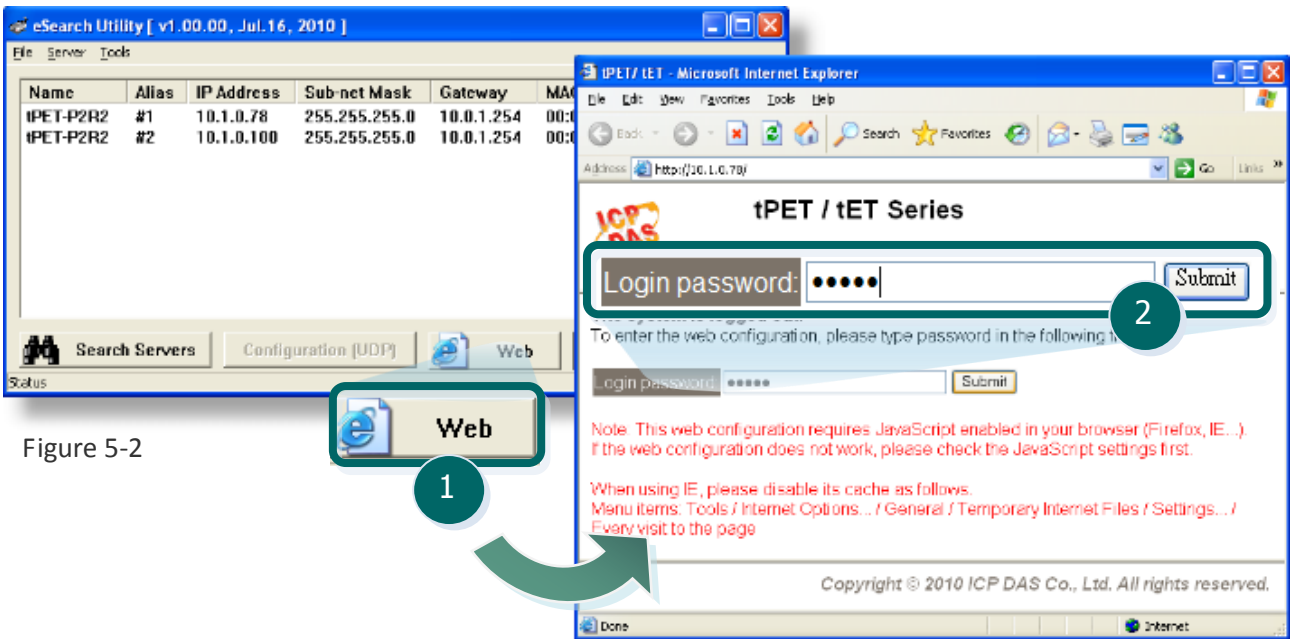 eSearch Utility [ v1.00.00, Jul.16, 2010 ]
File Server Tools
Name Alias IP Address Sub-net Mask Gateway
tPET-P2R2 #1 10.1.0.78 255.255.255.0 10.0.1.254
tPET-P2R2 #2 10.1.0.100 255.255.255.0 10.0.1.254
Search Servers Configuration (UDP) Web
Status
Web
1
Figure 5-2
tPET/ tET - Microsoft Internet Explorer
File Edit View Favorites Tools Help
Back Search Favorites
Address http://10.1.0.78/ Go Links »
ICP DAS
tPET / tET Series
Login password: ●●●●● Submit
2
To enter the web configuration, please type password in the following
Login password ●●●●● Submit
Note: This web configuration requires JavaScript enabled in your browser (Firefox, IE...).
If the web configuration does not work, please check the JavaScript settings first.
When using IE, please disable its cache as follows.
Menu items: Tools / Internet Options... / General / Temporary Internet Files / Settings... /
Every visit to the page
Copyright © 2010 ICP DAS Co., Ltd. All rights reserved.
Done Internet